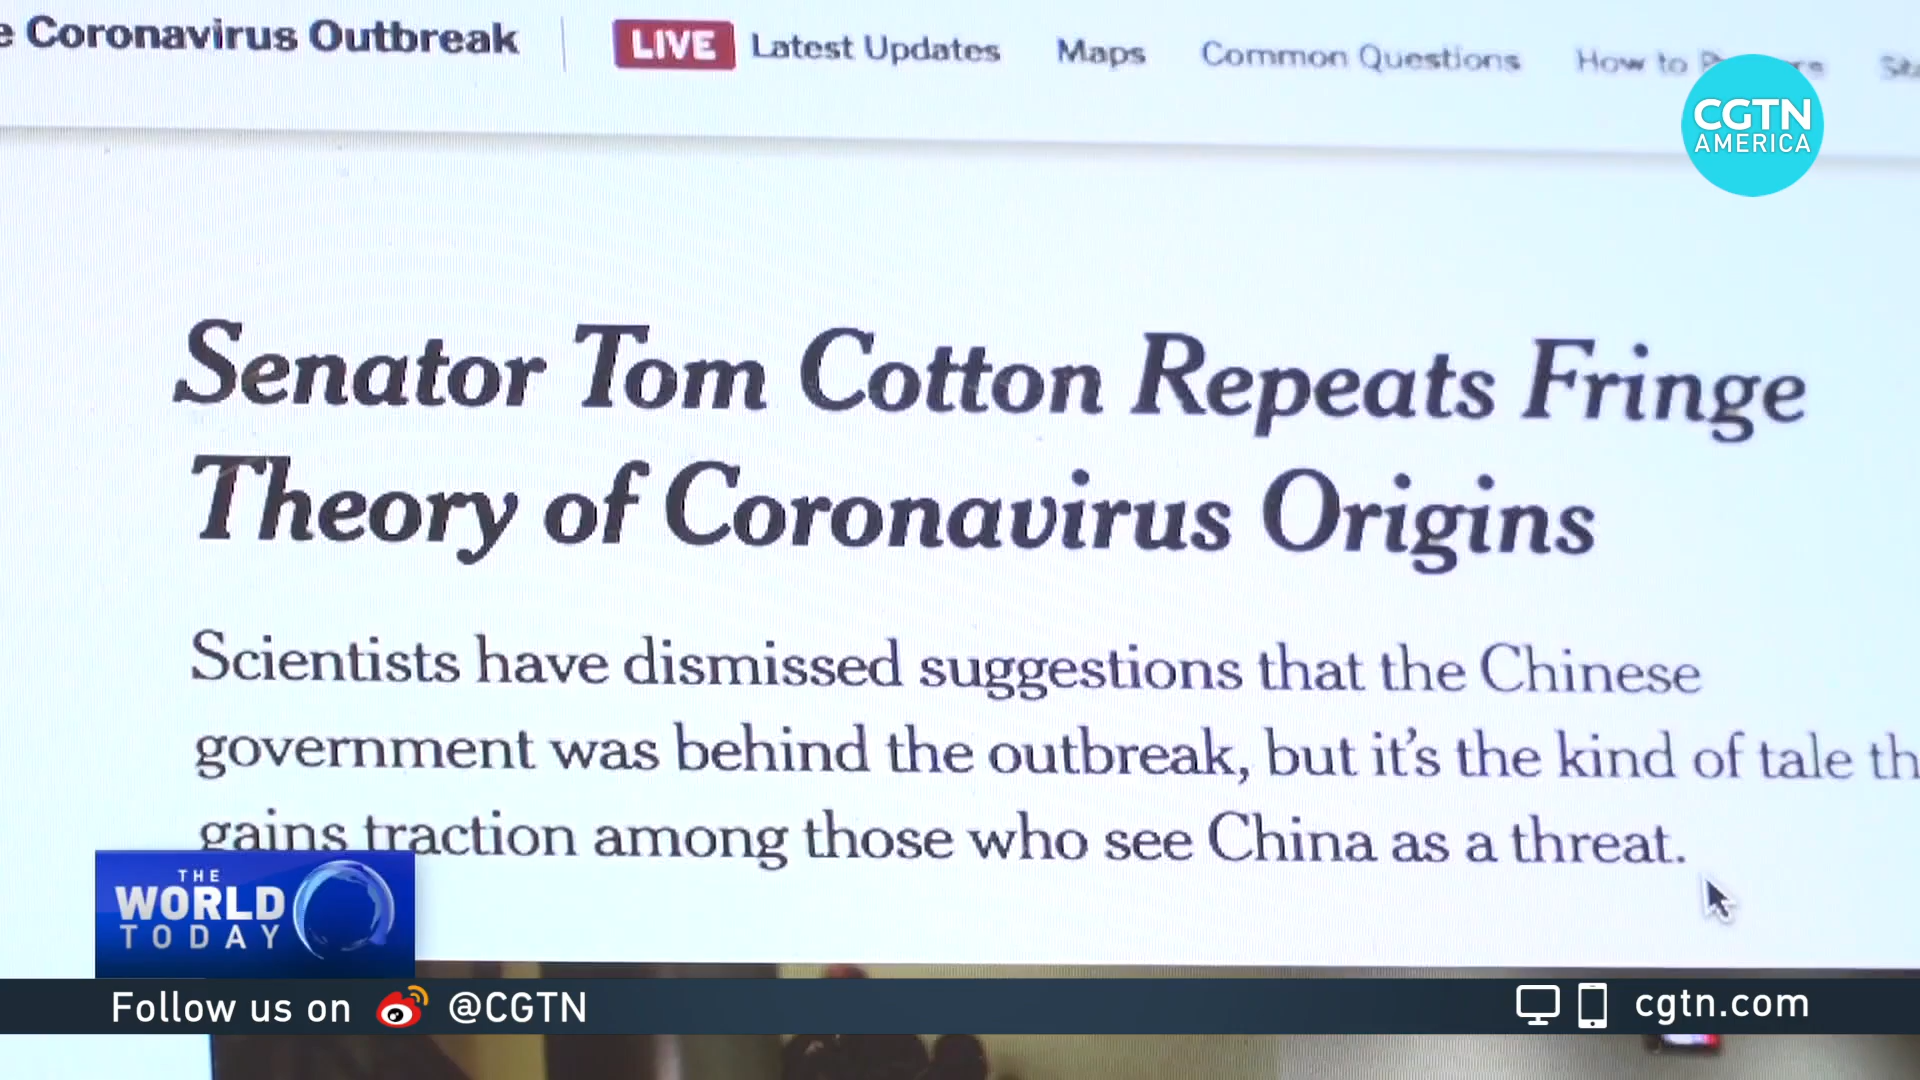 e Coronavirus Outbreak
LIVE Latest Updates Maps Common Questions How to
CGTN
AMERICA
Senator Tom Cotton Repeats Fringe
Theory of Coronavirus Origins
Scientists have dismissed suggestions that the Chinese
government was behind the outbreak, but it's the kind of tale th
gains traction among those who see China as a threat.
THE
WORLD
TODAY
Follow us on @CGTN
cgtn.com